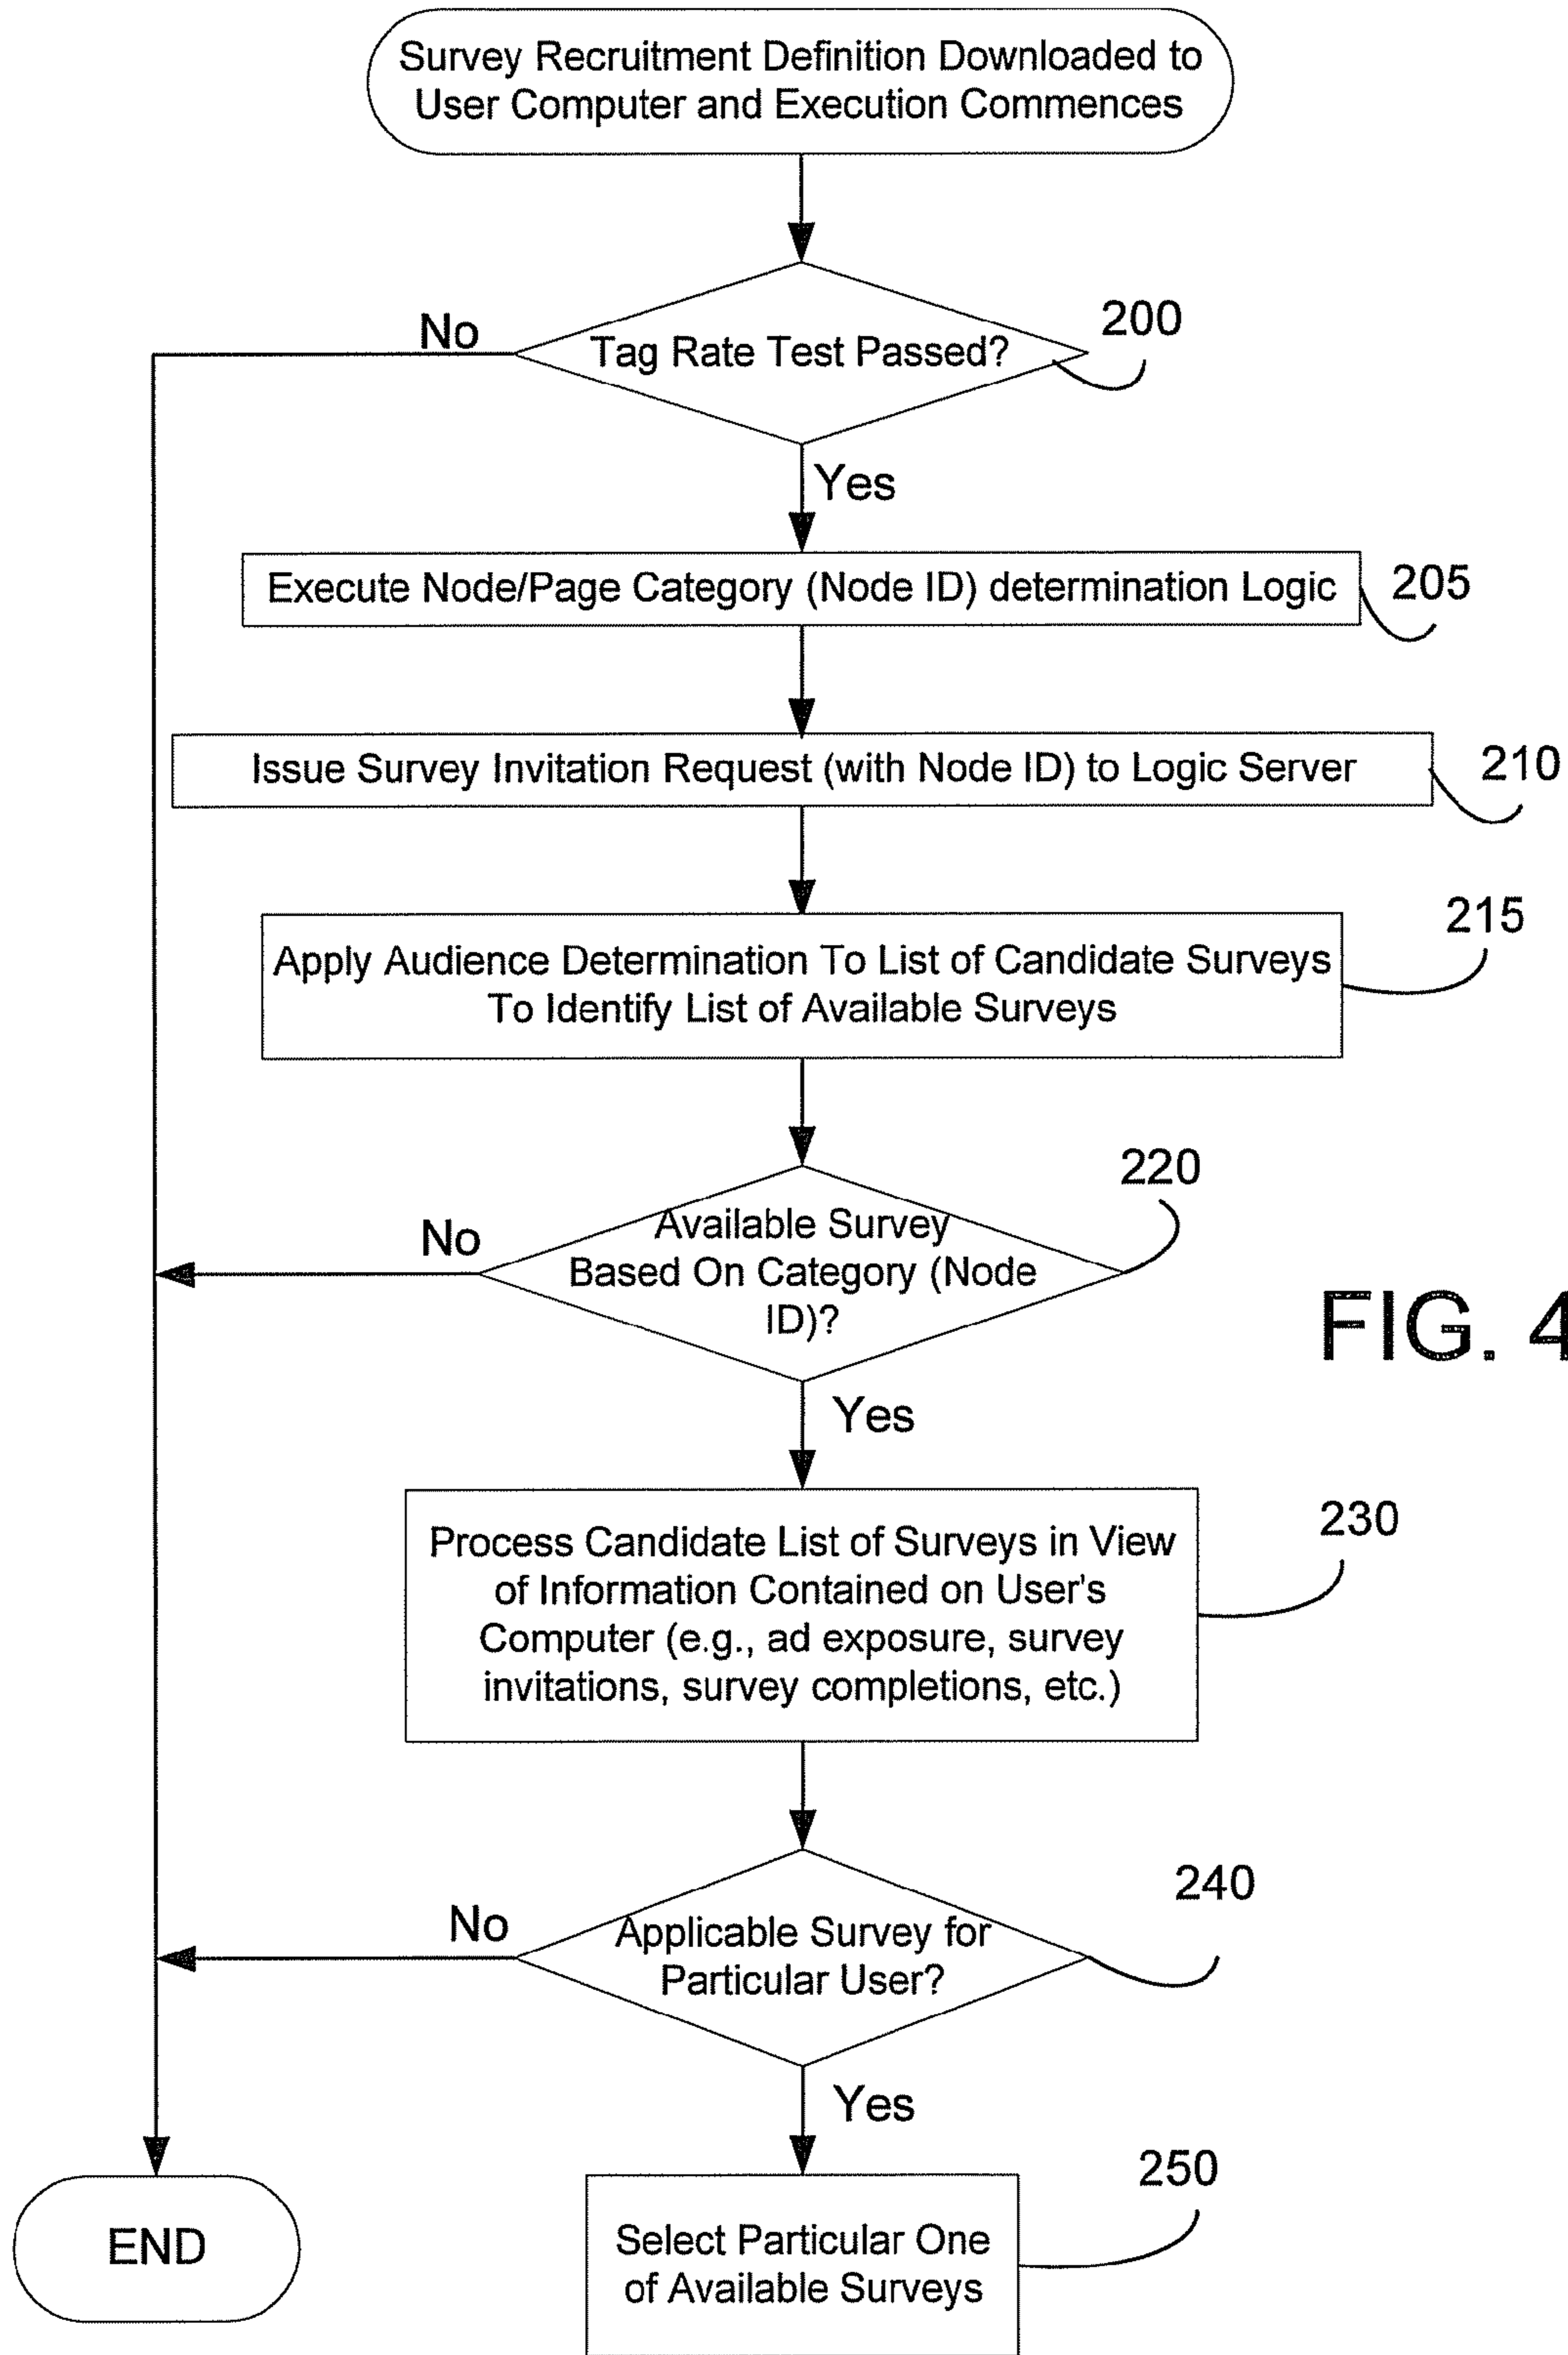 Survey Recruitment Definition Downloaded to
User Computer and Execution Commences
No
Tag Rate Test Passed?
200
Yes
Execute Node/Page Category (Node ID) determination Logic
205
Issue Survey Invitation Request (with Node ID) to Logic Server
210
215
Apply Audience Determination To List of Candidate Surveys
To Identify List of Available Surveys
220
No
Available Survey
Based On Category (Node
ID)?
FIG. 4
Yes
230
Process Candidate List of Surveys in View
of Information Contained on User's
Computer (e.g., ad exposure, survey
invitations, survey completions, etc.)
240
No
Applicable Survey for
Particular User?
Yes
250
END
Select Particular One
of Available Surveys